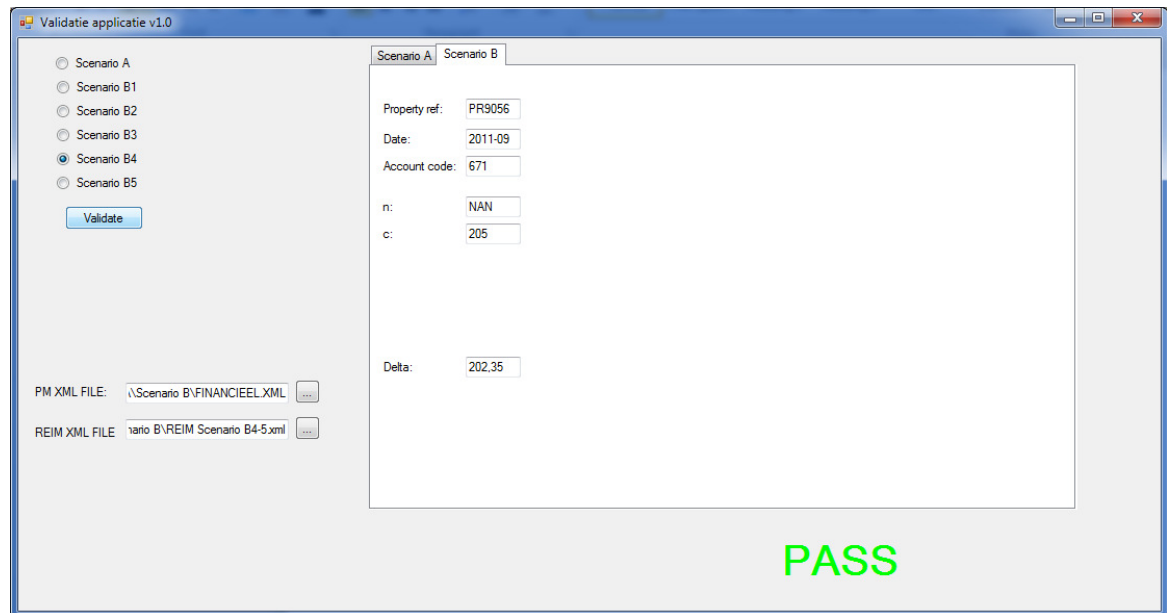 Validatie applicatie v1.0
Scenario A
Scenario B1
Scenario B2
Scenario B3
Scenario B4
Scenario B5
Validate
PM XML FILE: \Scenario B\FINANCIEEL.XML ...
REIM XML FILE nario B\REIM Scenario B4-5.xml ...
Scenario A Scenario B
Property ref: PR9056
Date: 2011-09
Account code: 671
n: NAN
c: 205
Delta: 202,35
PASS